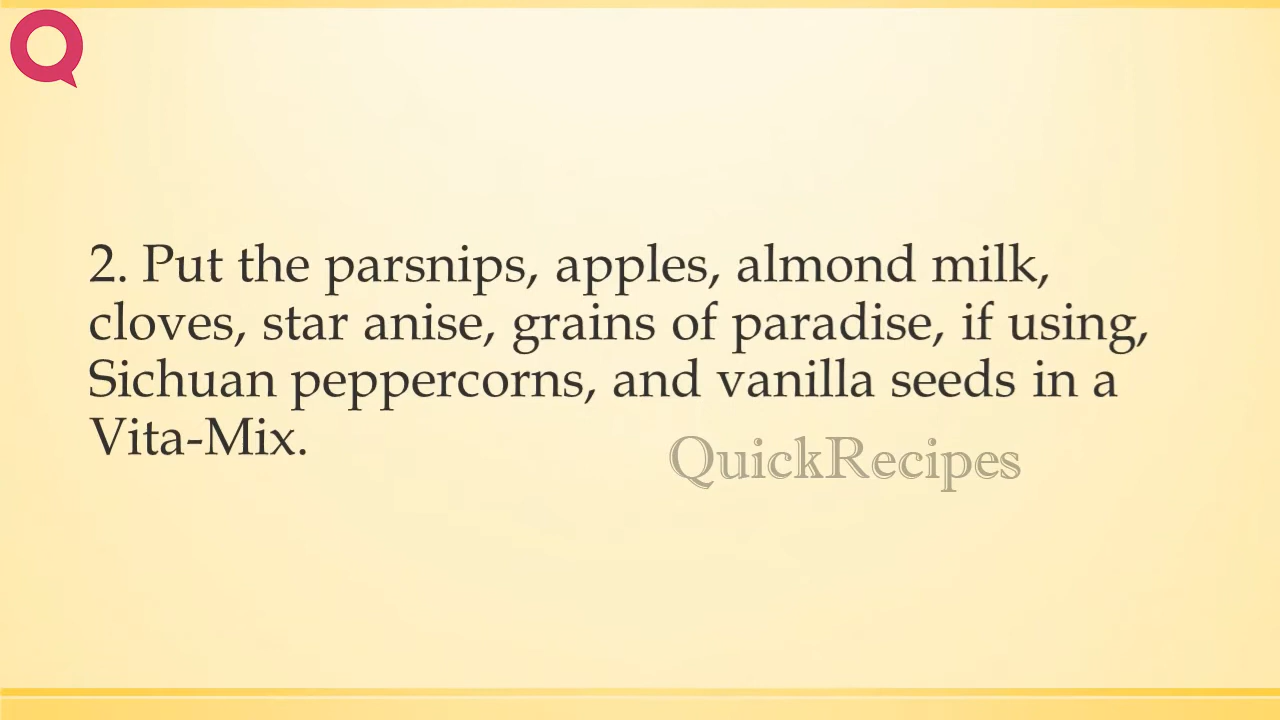 2. Put the parsnips, apples, almond milk,
cloves, star anise, grains of paradise, if using,
Sichuan peppercorns, and vanilla seeds in a
Vita-Mix.
QuickRecipes